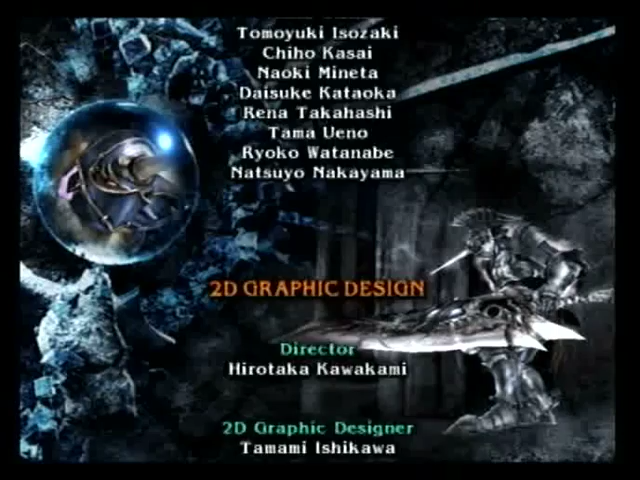 Tomoyuki Isozaki
Chiho Kasai
Naoki Mineta
Daisuke Kataoka
Rena Takahashi
Tama Ueno
Ryoko Watanabe
Natsuyo Nakayama
2D GRAPHIC DESIGN
Director
Hirotaka Kawakami
2D Graphic Designer
Tamami Ishikawa